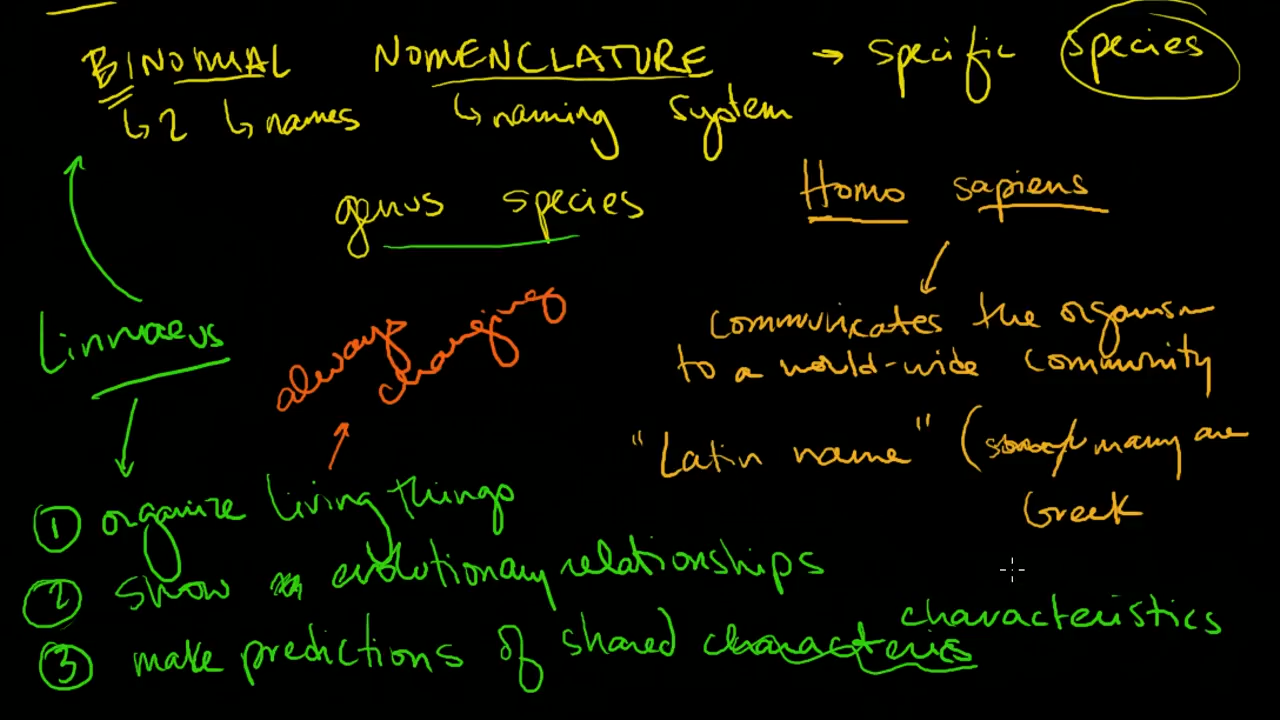 BINOMIAL NOMENCLATURE → specific species
↳ 2 ↳ names ↳ naming system
genus species
Homo sapiens
Linnaeus
always changing
communicates the organism
to a world-wide community
"Latin name" (many are
Greek
① organize living things
② show evolutionary relationships
③ make predictions of shared characteris
characteristics